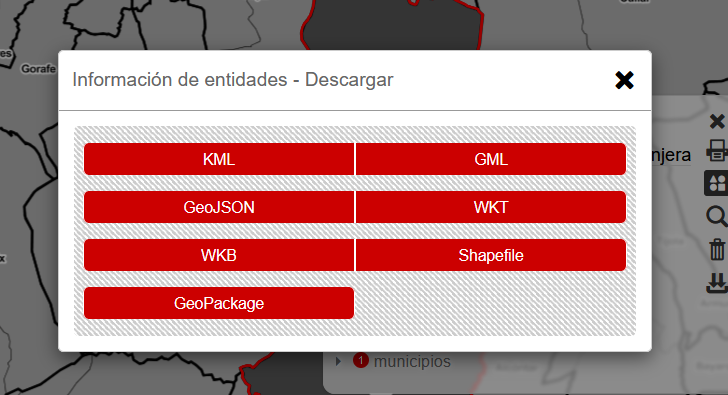 Gorafe
Información de entidades - Descargar
KML
GML
njera
GeoJSON
WKT
WKB
Shapefile
GeoPackage
1 municipios